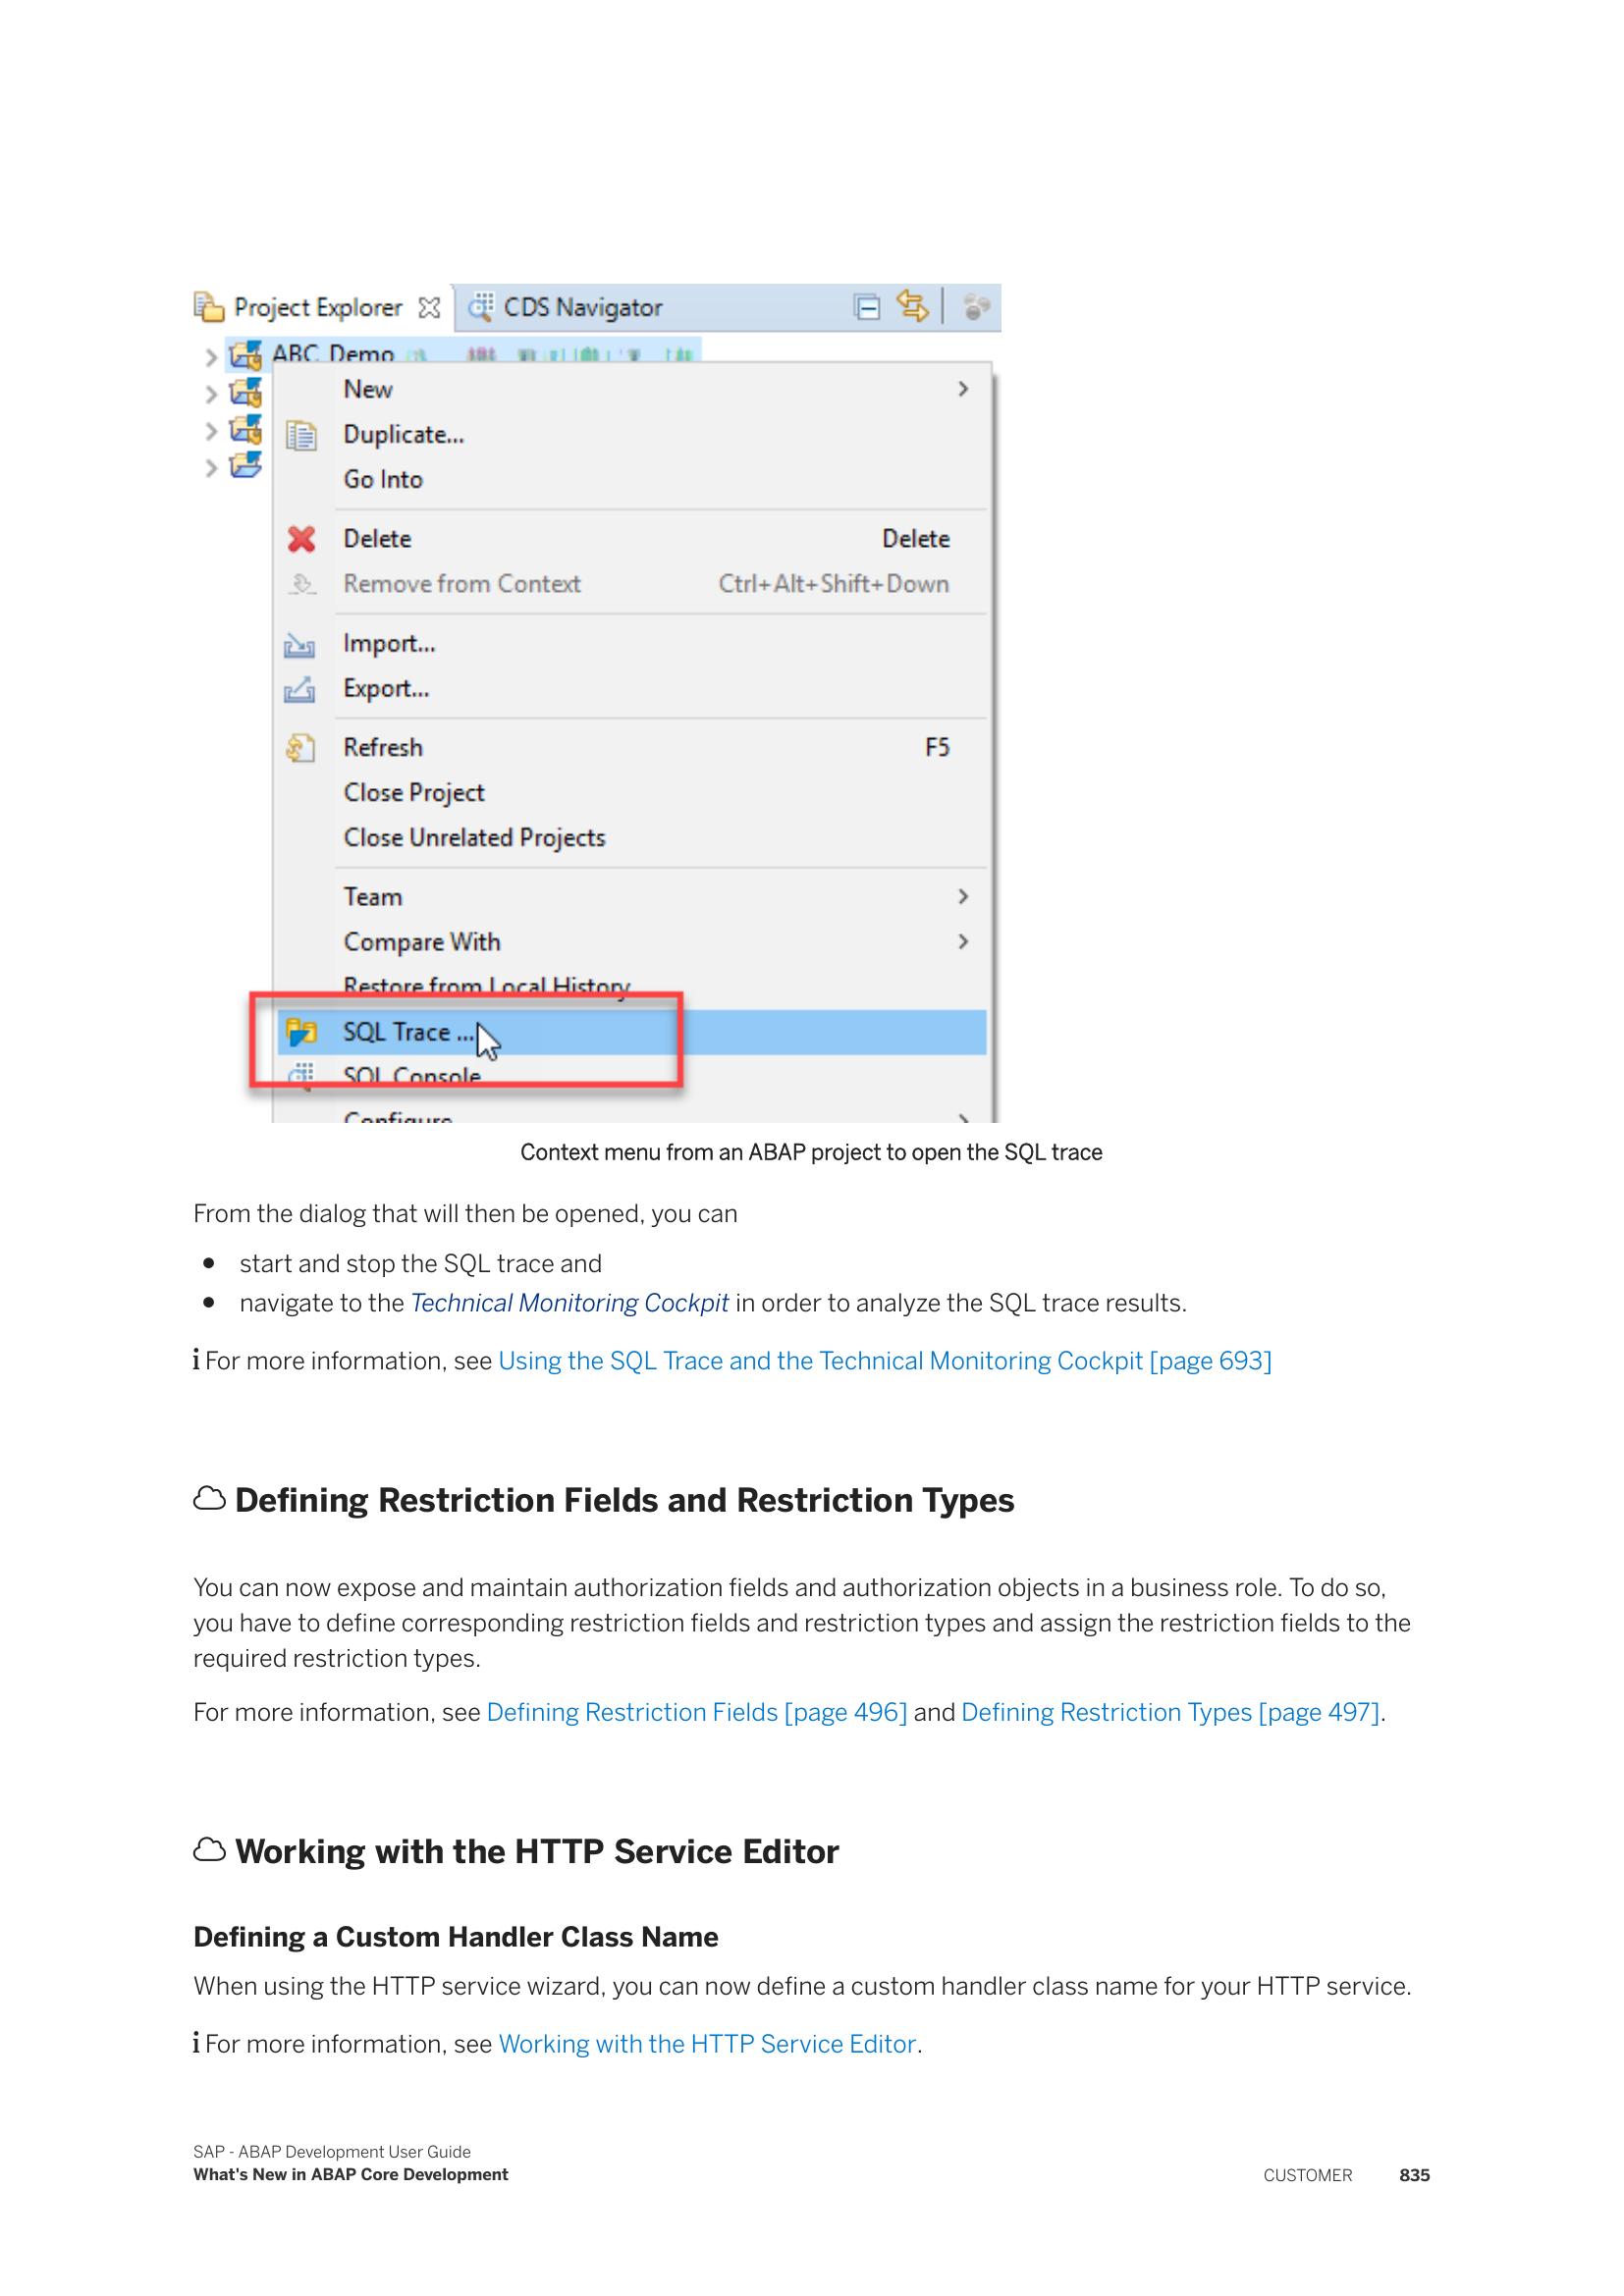 Project Explorer CDS Navigator
ABC_Demo
New
Duplicate...
Go Into
Delete Delete
Remove from Context Ctrl+Alt+Shift+Down
Import...
Export...
Refresh F5
Close Project
Close Unrelated Projects
Team
Compare With
Restore from Local History
SQL Trace ...
SQL Console
Configure
Context menu from an ABAP project to open the SQL trace
From the dialog that will then be opened, you can
• start and stop the SQL trace and
• navigate to the Technical Monitoring Cockpit in order to analyze the SQL trace results.
i For more information, see Using the SQL Trace and the Technical Monitoring Cockpit [page 693]
Defining Restriction Fields and Restriction Types
You can now expose and maintain authorization fields and authorization objects in a business role. To do so,
you have to define corresponding restriction fields and restriction types and assign the restriction fields to the
required restriction types.
For more information, see Defining Restriction Fields [page 496] and Defining Restriction Types [page 497].
Working with the HTTP Service Editor
Defining a Custom Handler Class Name
When using the HTTP service wizard, you can now define a custom handler class name for your HTTP service.
i For more information, see Working with the HTTP Service Editor.
SAP - ABAP Development User Guide
What's New in ABAP Core Development
CUSTOMER 835